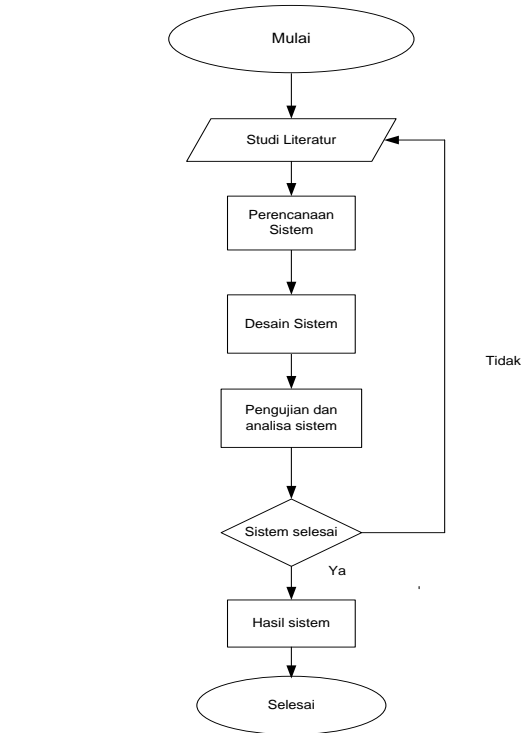 Mulai
Studi Literatur
Perencanaan
Sistem
Desain Sistem
Tidak
Pengujian dan
analisa sistem
Sistem selesai
Ya
Hasil sistem
Selesai